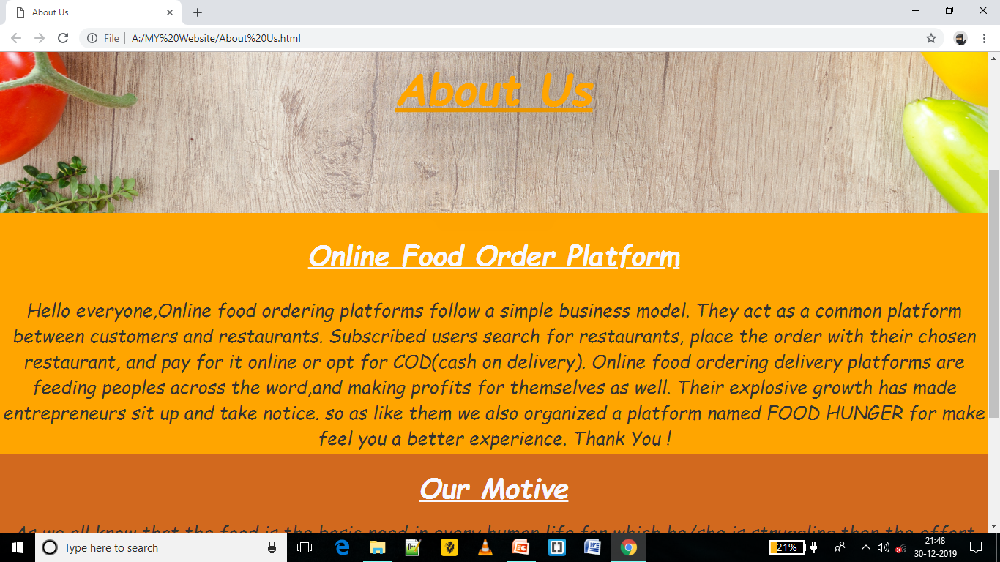 About Us
File
A:/MY%20Website/About%20Us.html
About Us
Online Food Order Platform
Hello everyone,Online food ordering platforms follow a simple business model. They act as a common platform
between customers and restaurants. Subscribed users search for restaurants, place the order with their chosen
restaurant, and pay for it online or opt for COD(cash on delivery). Online food ordering delivery platforms are
feeding peoples across the word,and making profits for themselves as well. Their explosive growth has made
entrepreneurs sit up and take notice. so as like them we also organized a platform named FOOD HUNGER for make
feel you a better experience. Thank You !
Our Motive
As we all know that the food is the basic need in every human life for which he/she is struggling then the effort
Type here to search
21%
21:48
30-12-2019